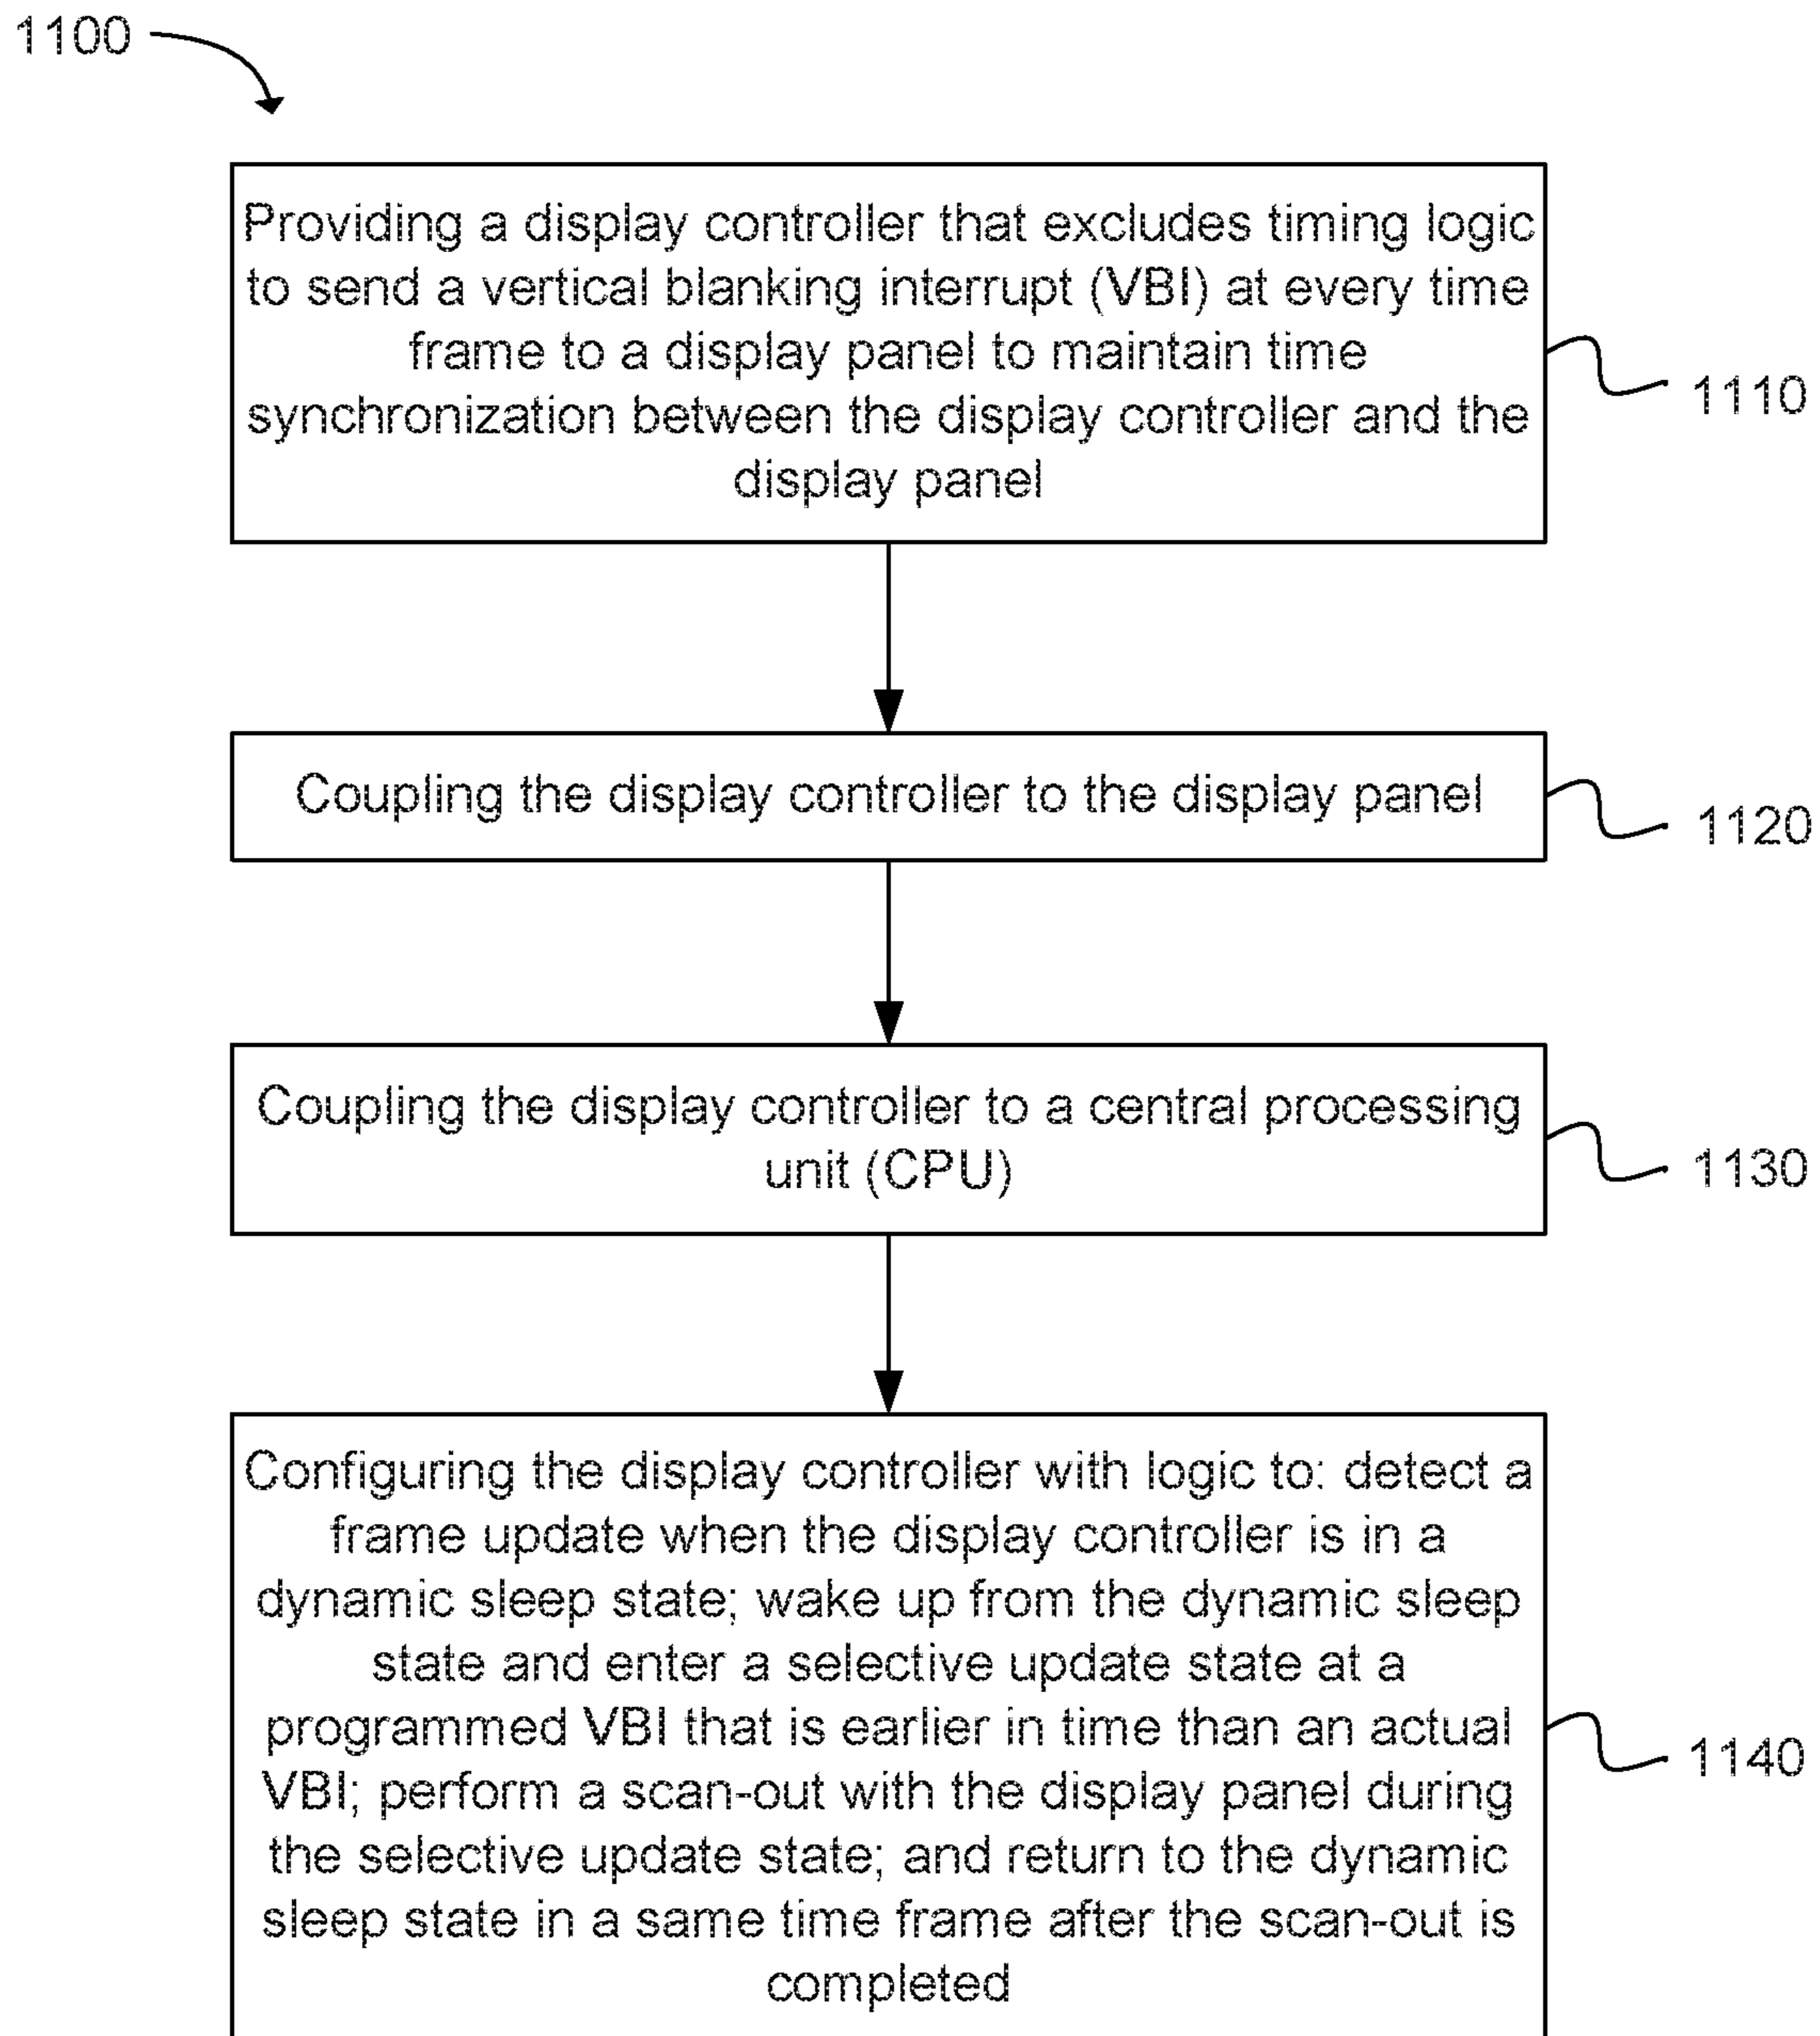 1100
Providing a display controller that excludes timing logic
to send a vertical blanking interrupt (VBI) at every time
frame to a display panel to maintain time
synchronization between the display controller and the
display panel
1110
Coupling the display controller to the display panel
1120
Coupling the display controller to a central processing
unit (CPU)
1130
Configuring the display controller with logic to: detect a
frame update when the display controller is in a
dynamic sleep state; wake up from the dynamic sleep
state and enter a selective update state at a
programmed VBI that is earlier in time than an actual
VBI; perform a scan-out with the display panel during
the selective update state; and return to the dynamic
sleep state in a same time frame after the scan-out is
completed
1140